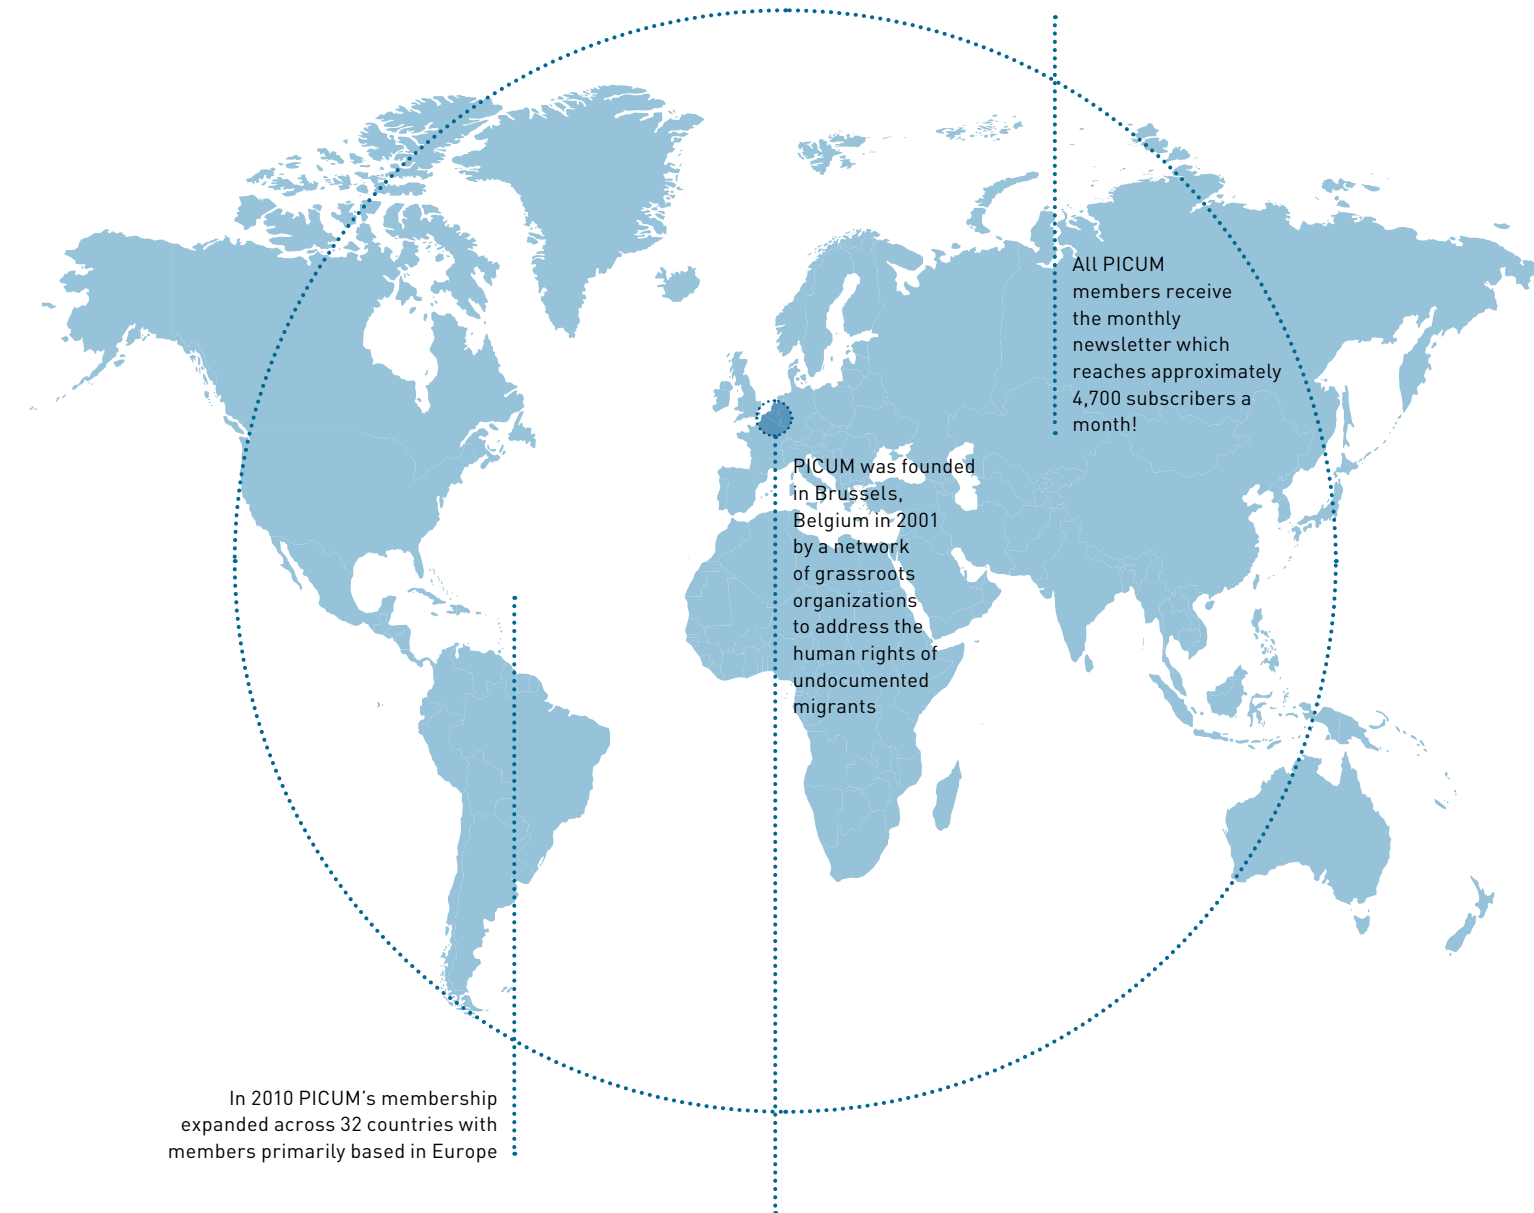 All PICUM
members receive
the monthly
newsletter which
reaches approximately
4,700 subscribers a
month!
PICUM was founded
in Brussels,
Belgium in 2001
by a network
of grassroots
organizations
to address the
human rights of
undocumented
migrants
In 2010 PICUM's membership
expanded across 32 countries with
members primarily based in Europe